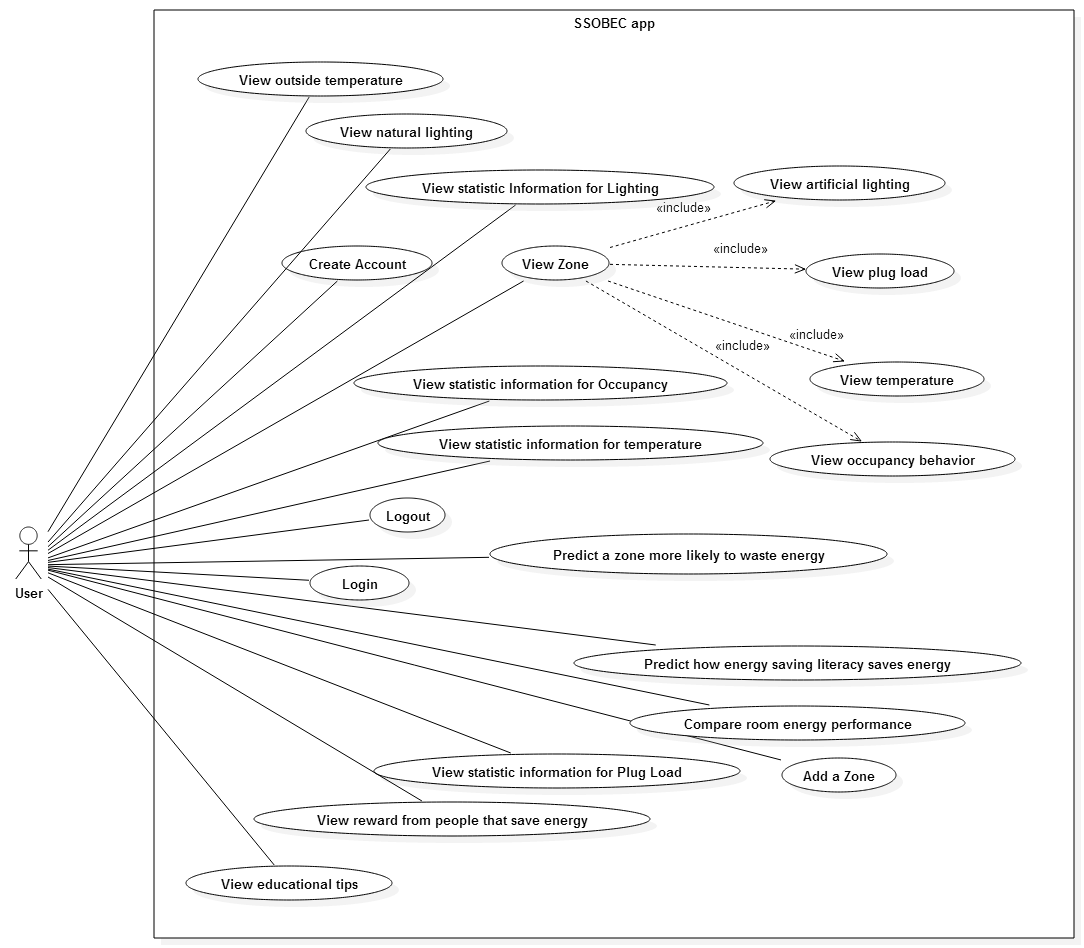 SSOBEC app
View outside temperature
View natural lighting
View statistic Information for Lighting
View artificial lighting
«include»
«include»
Create Account
View Zone
View plug load
«include»
«include»
View temperature
View statistic information for Occupancy
View statistic information for temperature
View occupancy behavior
Logout
Predict a zone more likely to waste energy
Login
User
Predict how energy saving literacy saves energy
Compare room energy performance
View statistic information for Plug Load
Add a Zone
View reward from people that save energy
View educational tips